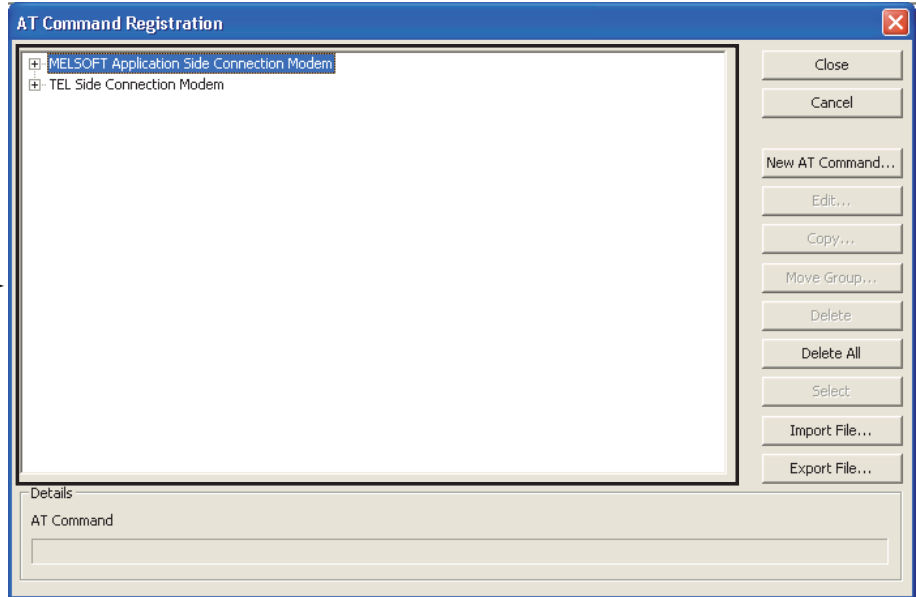 AT Command Registration
MELSOFT Application Side Connection Modem
TEL Side Connection Modem
Close
Cancel
New AT Command...
Edit...
Copy...
Move Group...
Delete
Delete All
Select
Import File...
Export File...
Details
AT Command